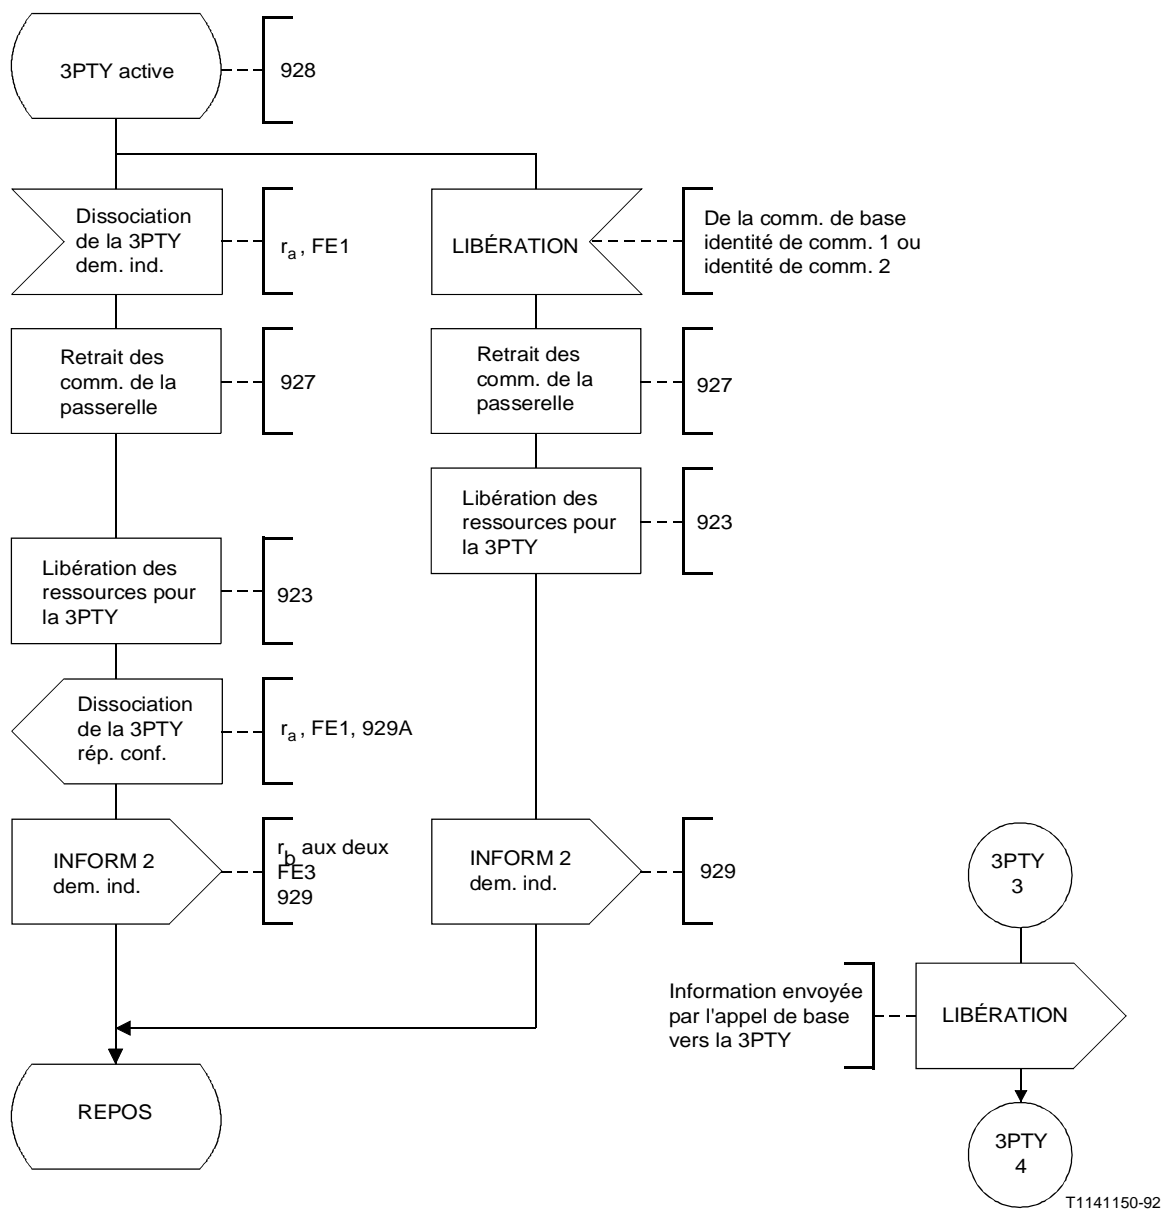 3PTY active
928
Dissociation
de la 3PTY
dem. ind.
ra , FE1
LIBÉRATION
De la comm. de base
identité de comm. 1 ou
identité de comm. 2
Retrait des
comm. de la
passerelle
927
Retrait des
comm. de la
passerelle
927
Libération des
ressources pour
la 3PTY
923
Libération des
ressources pour
la 3PTY
923
Dissociation
de la 3PTY
rép. conf.
ra , FE1, 929A
INFORM 2
dem. ind.
rb aux deux
FE3
929
INFORM 2
dem. ind.
929
3PTY
3
Information envoyée
par l'appel de base
vers la 3PTY
LIBÉRATION
REPOS
3PTY
4
T1141150-92